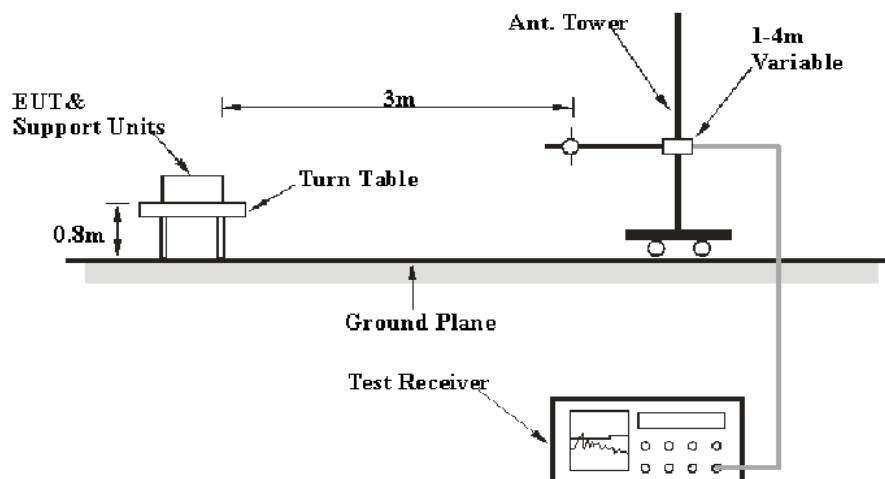 Ant. Tower
1-4m
Variable
3m
EUT&
Support Units
Turn Table
0.8m
Ground Plane
Test Receiver